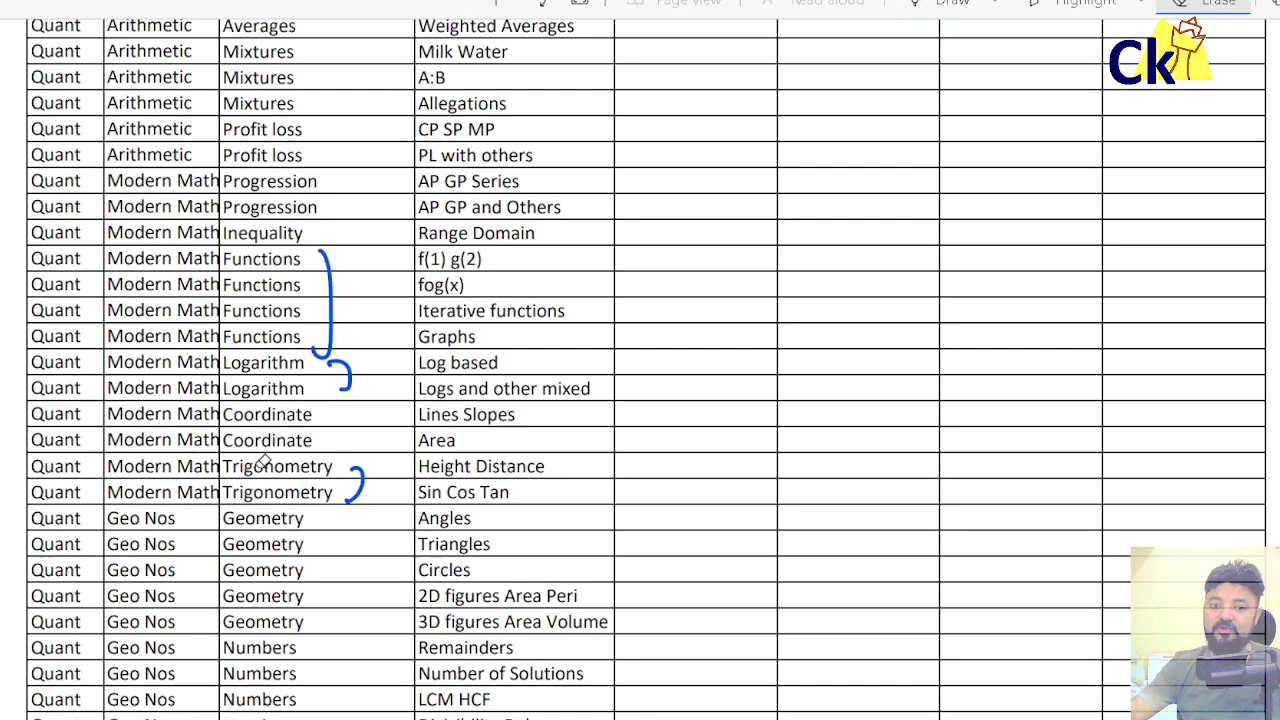 Page view A Read aloud Draw Highlight Erase
Quant Arithmetic Averages Weighted Averages
Quant Arithmetic Mixtures Milk Water
Quant Arithmetic Mixtures A:B
Quant Arithmetic Mixtures Allegations
Quant Arithmetic Profit loss CP SP MP
Quant Arithmetic Profit loss PL with others
Quant Modern Math Progression AP GP Series
Quant Modern Math Progression AP GP and Others
Quant Modern Math Inequality Range Domain
Quant Modern Math Functions f(1) g(2)
Quant Modern Math Functions fog(x)
Quant Modern Math Functions Iterative functions
Quant Modern Math Functions Graphs
Quant Modern Math Logarithm Log based
Quant Modern Math Logarithm Logs and other mixed
Quant Modern Math Coordinate Lines Slopes
Quant Modern Math Coordinate Area
Quant Modern Math Trigonometry Height Distance
Quant Modern Math Trigonometry Sin Cos Tan
Quant Geo Nos Geometry Angles
Quant Geo Nos Geometry Triangles
Quant Geo Nos Geometry Circles
Quant Geo Nos Geometry 2D figures Area Peri
Quant Geo Nos Geometry 3D figures Area Volume
Quant Geo Nos Numbers Remainders
Quant Geo Nos Numbers Number of Solutions
Quant Geo Nos Numbers LCM HCF
Ck